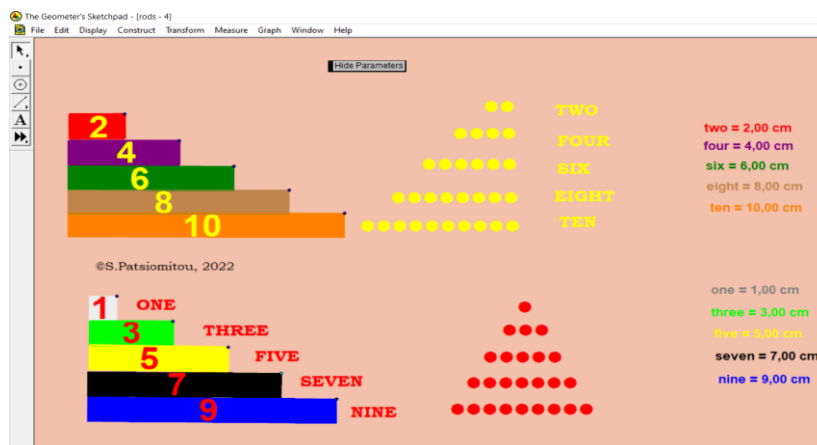 The Geometer's Sketchpad - [rods - 4]
File Edit Display Construct Transform Measure Graph Window Help
Hide Parameters
A
2
4
6
8
10
TWO
FOUR
SIX
EIGHT
TEN
two = 2,00 cm
four = 4,00 cm
six = 6,00 cm
eight = 8,00 cm
ten = 10,00 cm
©S.Patsiomitou, 2022
1 ONE
3 THREE
5 FIVE
7 SEVEN
9 NINE
one = 1,00 cm
three = 3,00 cm
five = 5,00 cm
seven = 7,00 cm
nine = 9,00 cm